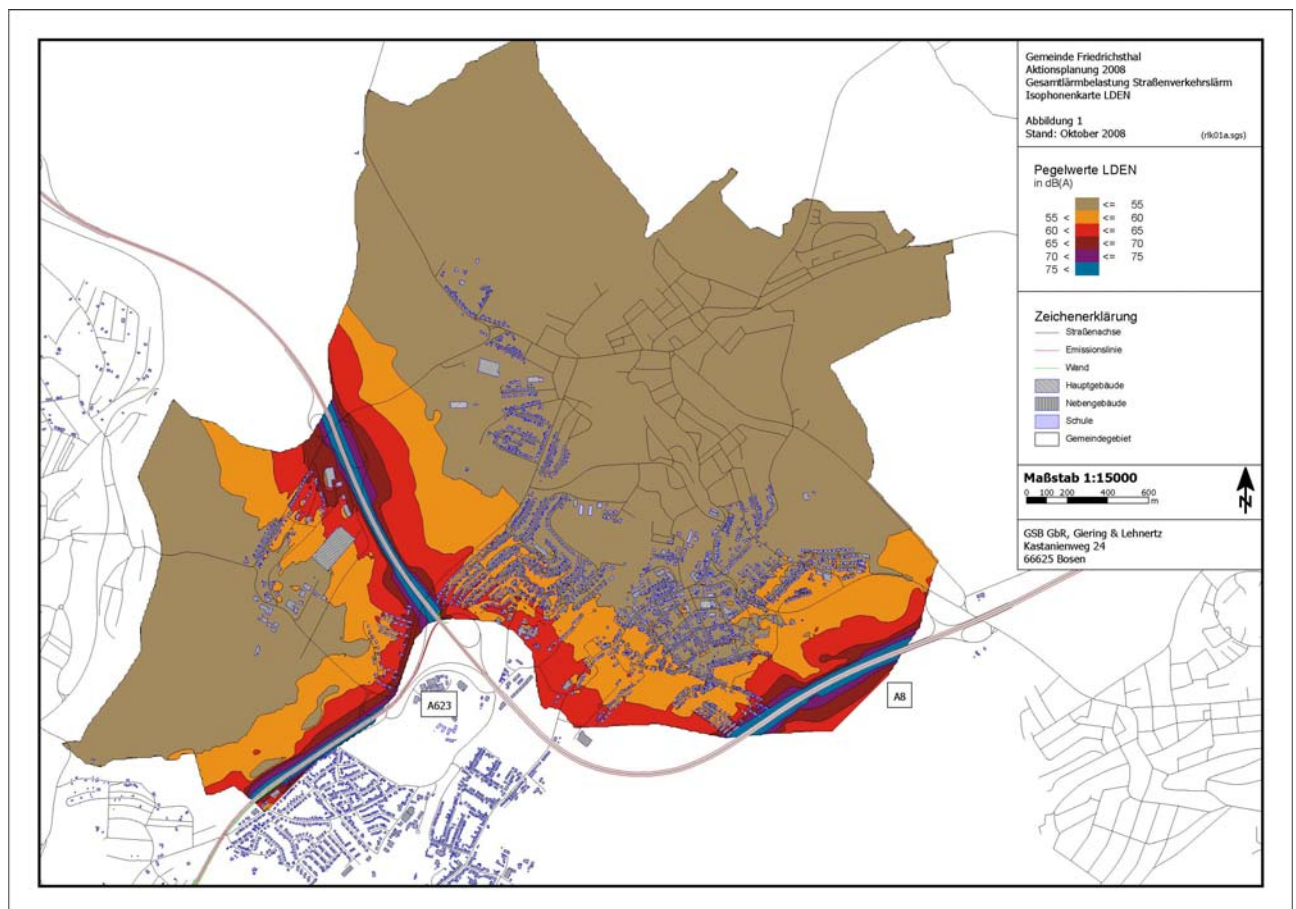 Gemeinde Friedrichsthal
Aktionsplanung 2008
Gesamtlärmbelastung Straßenverkehrslärm
Isophonenkarte LDEN
Abbildung 1
Stand: Oktober 2008 (rlk01a.sgs)
Pegelwerte LDEN
in dB(A)
<= 55
55 < <= 60
60 < <= 65
65 < <= 70
70 < <= 75
75 <
Zeichenerklärung
Straßenachse
Emissionslinie
Wand
Hauptgebäude
Nebengebäude
Schule
Gemeindegebiet
Maßstab 1:15000
0 100 200 400 600
m
N
GSB GbR, Giering & Lehnertz
Kastanienweg 24
66625 Bosen
A623
A8